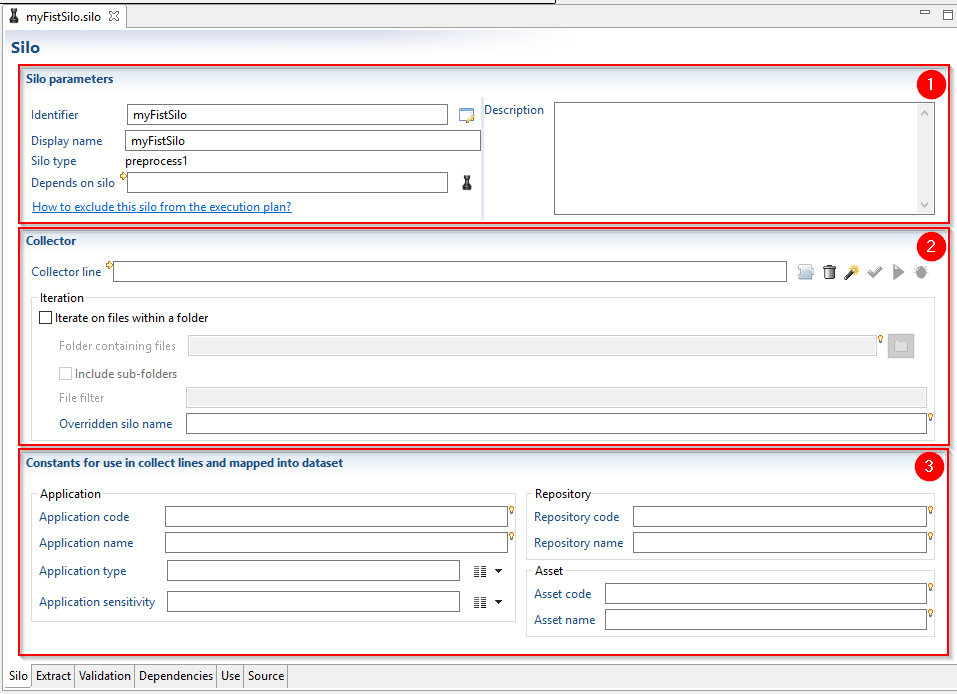 myFistSilo.silo
Silo
Silo parameters
1
Identifier
myFistSilo
Description
Display name
myFistSilo
Silo type
preprocess1
Depends on silo
How to exclude this silo from the execution plan?
Collector
2
Collector line
Iteration
Iterate on files within a folder
Folder containing files
Include sub-folders
File filter
Overridden silo name
Constants for use in collect lines and mapped into dataset
3
Application
Application code
Application name
Application type
Application sensitivity
Repository
Repository code
Repository name
Asset
Asset code
Asset name
Silo Extract Validation Dependencies Use Source